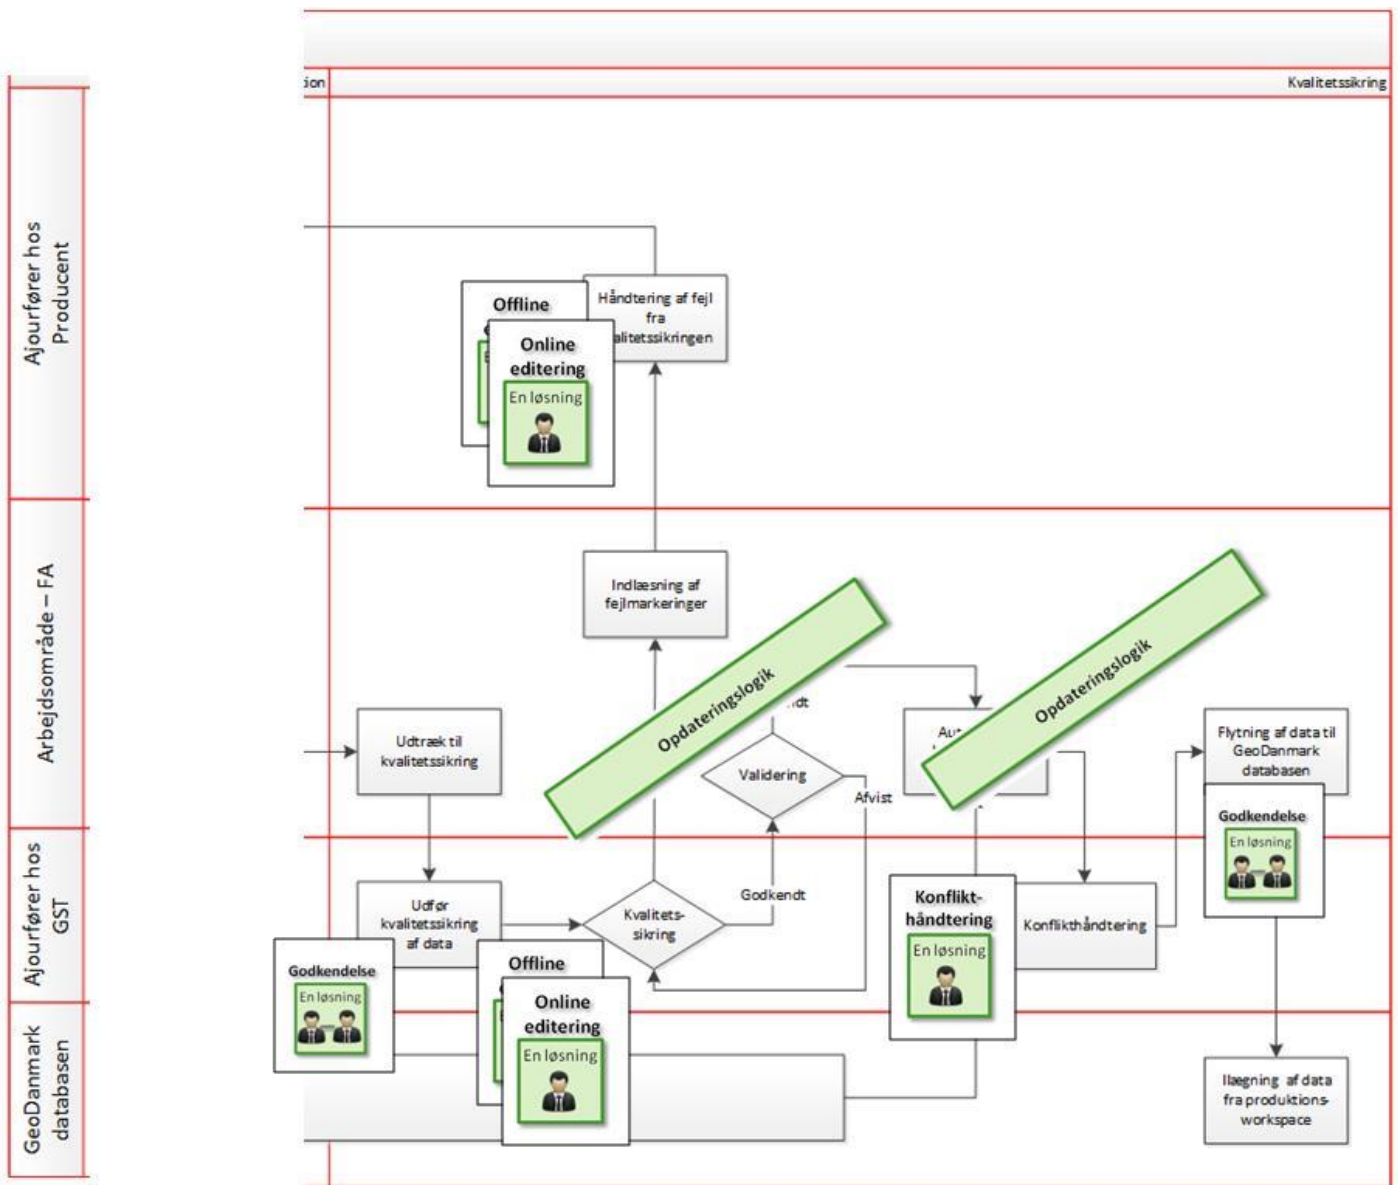 Kvalitetssikring
Ajourfører hos
Producent
Håndtering af fejl
fra
alitetssikringen
Offline
Online
editering
En løsning
Arbejdsområde – FA
Indlæsning af
fejlmarkeringer
Opdateringslogik
Opdateringslogik
Udtræk til
kvalitetssikring
Validering
Afvist
Flytning af data til
GeoDanmark
databasen
Godkendelse
En løsning
Ajourfører hos
GST
Udfør
kvalitetssikring
af data
Kvalitets-
sikring
Godkendt
Konflikt-
håndtering
En løsning
Konflikthåndtering
Godkendelse
En løsning
Offline
Online
editering
En løsning
GeoDanmark
databasen
Ilægning af data
fra produktions-
workspace